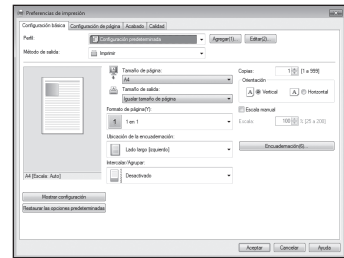 Preferencias de impresión
Configuración básica Configuración de página Acabado Calidad
Perfil: Configuración predeterminada Agregar(1)... Editar(2)...
Método de salida: Imprimir
Tamaño de página: Copias: 1 [1 a 999]
A4 Orientación
Tamaño de salida: A Vertical A Horizontal
Igualar tamaño de página
Formato de página(Y): Escala manual
1 1 en 1 Escala: 100 % [25 a 200]
Ubicación de la encuadernación:
Lado largo [izquierdo] Encuadernación(6)...
Intercalar/Agrupar:
A4 [Escala: Auto] Desactivado
Mostrar configuración
Restaurar las opciones predeterminadas
Aceptar Cancelar Ayuda